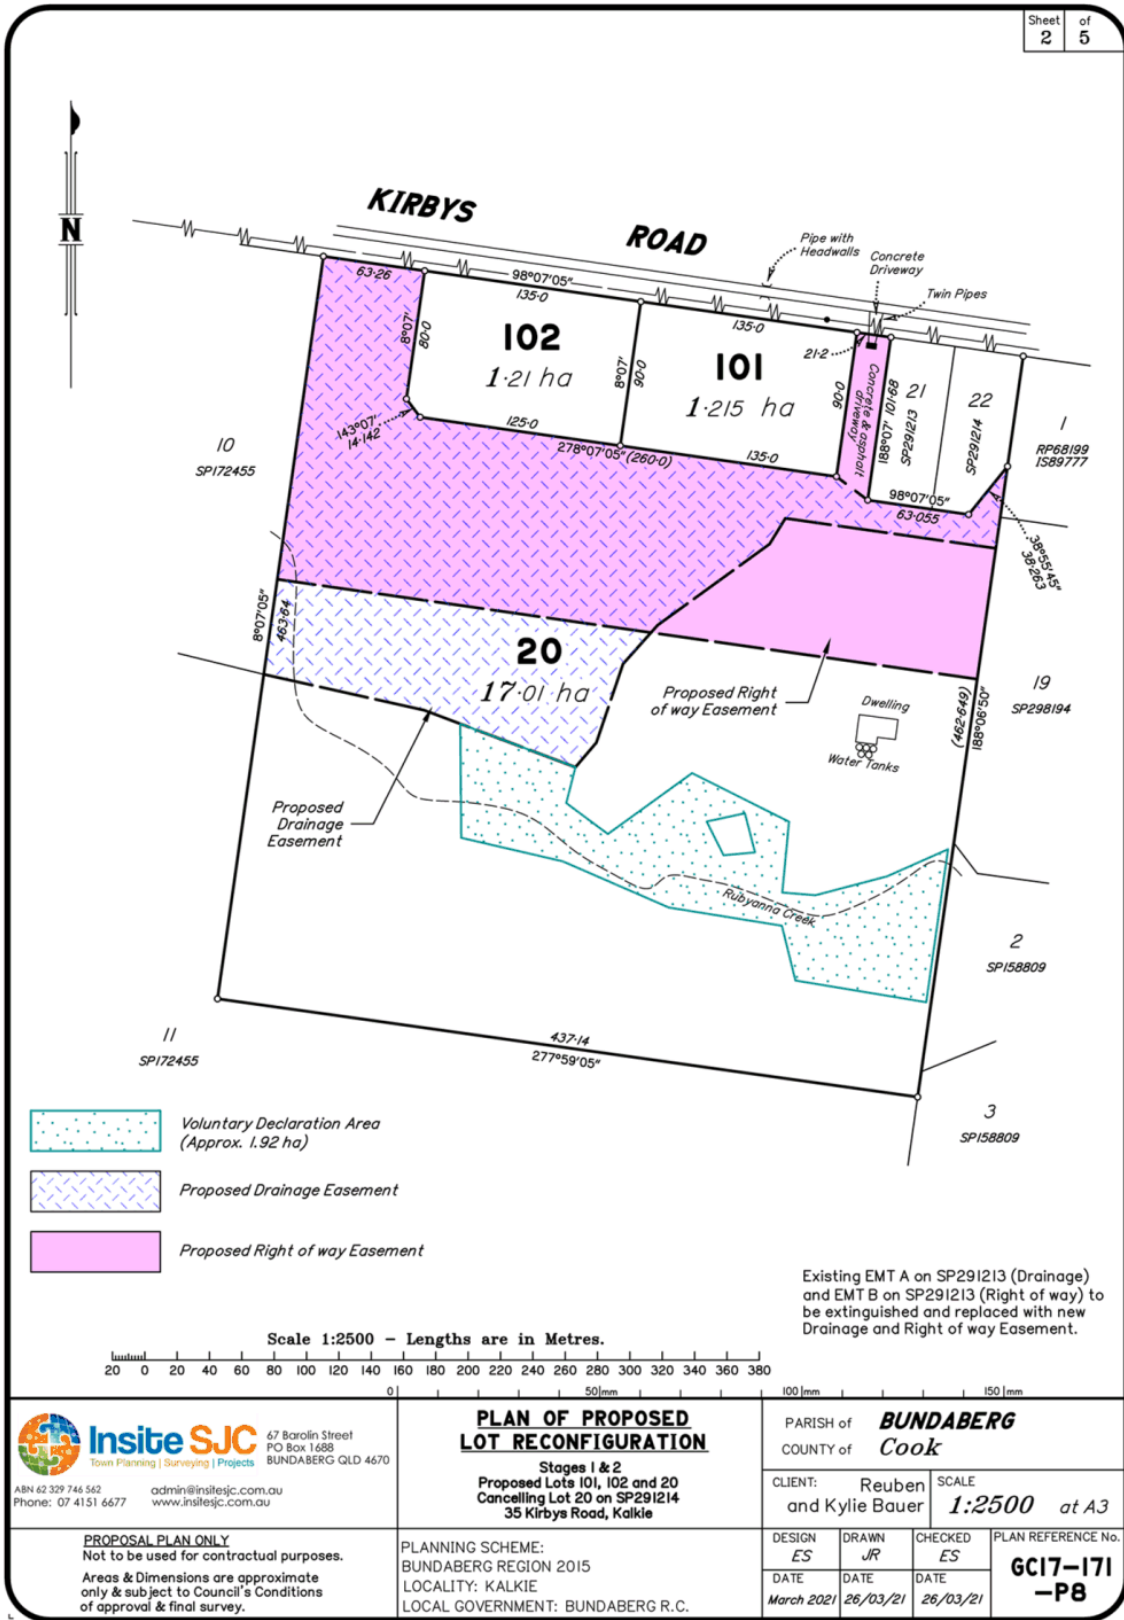 Sheet of
2 5
N
KIRBYS ROAD
Pipe with
Headwalls
Concrete
Driveway
Twin Pipes
63·26
98°07'05"
135·0
135·0
21·2
8°07'
80·0
102
1·21 ha
8°07'
90·0
101
1·215 ha
90·0
Concrete & asphalt
driveway
188°07' 101·68
21
SP291213
22
SP291214
1
RP68199
IS89777
10
SP172455
143°07'
14·142
125·0
278°07'05" (260·0)
135·0
98°07'05"
63·055
38°55'45"
38·263
8°07'05"
463·64
20
17·01 ha
Proposed Right
of way Easement
Dwelling
Water Tanks
(462·649)
188°06'50"
19
SP298194
Proposed
Drainage
Easement
Rubyanna Creek
2
SP158809
11
SP172455
437·14
277°59'05"
3
SP158809
Voluntary Declaration Area
(Approx. 1.92 ha)
Proposed Drainage Easement
Proposed Right of way Easement
Existing EMT A on SP291213 (Drainage)
and EMT B on SP291213 (Right of way) to
be extinguished and replaced with new
Drainage and Right of way Easement.
Scale 1:2500 – Lengths are in Metres.
20 0 20 40 60 80 100 120 140 160 180 200 220 240 260 280 300 320 340 360 380
0 50mm 100mm 150mm
Insite SJC
Town Planning | Surveying | Projects
67 Barolin Street
PO Box 1688
BUNDABERG QLD 4670
ABN 62 329 746 562 admin@insitesjc.com.au
Phone: 07 4151 6677 www.insitesjc.com.au
PLAN OF PROPOSED
LOT RECONFIGURATION
Stages 1 & 2
Proposed Lots 101, 102 and 20
Cancelling Lot 20 on SP291214
35 Kirbys Road, Kalkie
PARISH of BUNDABERG
COUNTY of Cook
CLIENT: Reuben
and Kylie Bauer
SCALE
1:2500 at A3
PROPOSAL PLAN ONLY
Not to be used for contractual purposes.
Areas & Dimensions are approximate
only & subject to Council's Conditions
of approval & final survey.
PLANNING SCHEME:
BUNDABERG REGION 2015
LOCALITY: KALKIE
LOCAL GOVERNMENT: BUNDABERG R.C.
DESIGN
ES
DRAWN
JR
CHECKED
ES
DATE
March 2021
DATE
26/03/21
DATE
26/03/21
PLAN REFERENCE No.
GC17–171
–P8